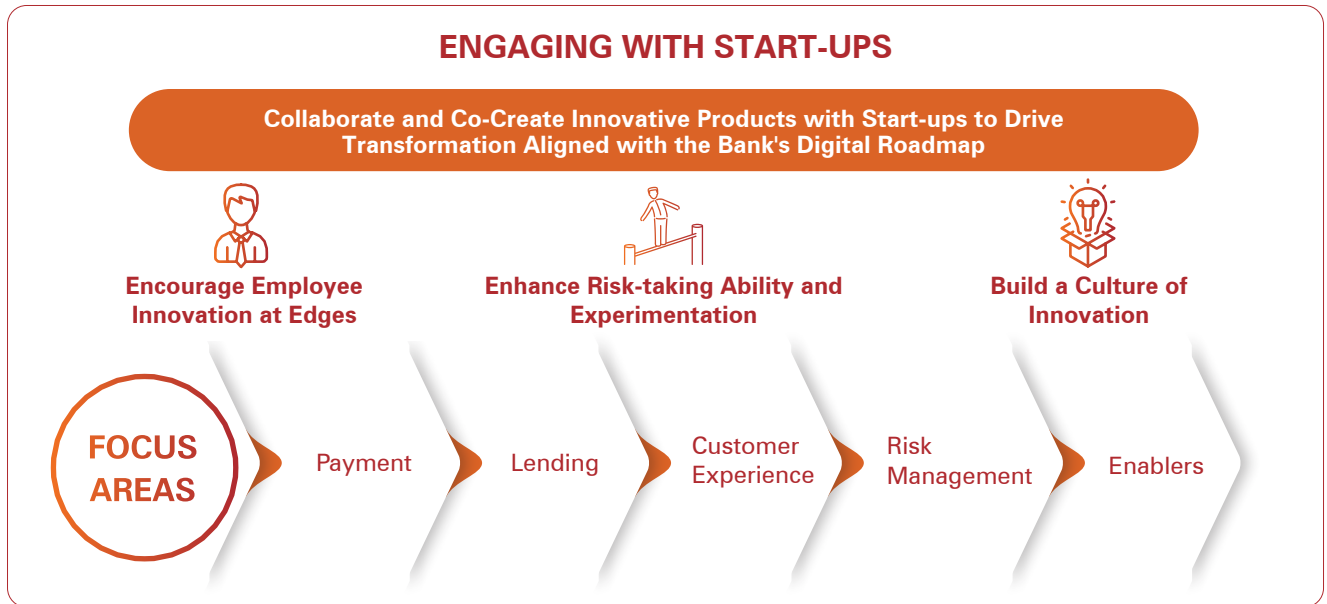 ENGAGING WITH START-UPS
Collaborate and Co-Create Innovative Products with Start-ups to Drive
Transformation Aligned with the Bank's Digital Roadmap
Encourage Employee
Innovation at Edges
Enhance Risk-taking Ability and
Experimentation
Build a Culture of
Innovation
FOCUS
AREAS
Payment
Lending
Customer
Experience
Risk
Management
Enablers